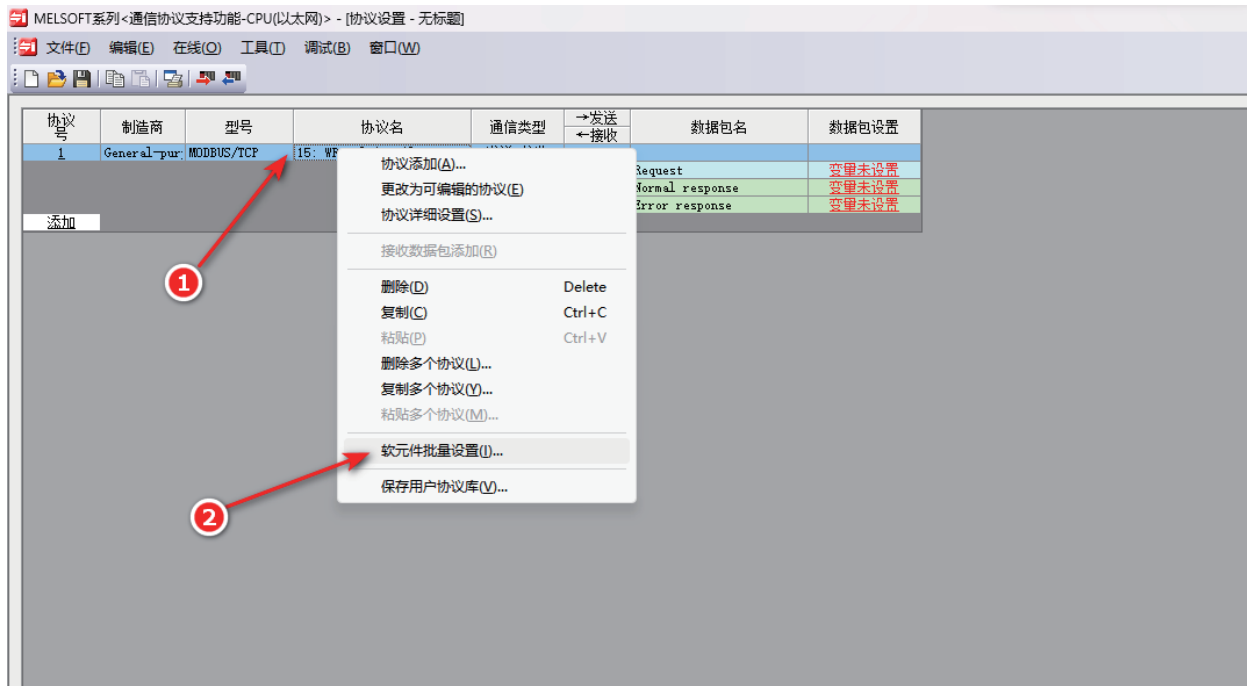 MELSOFT系列<通信协议支持功能-CPU(以太网)> - [协议设置 - 无标题]
文件(F) 编辑(E) 在线(O) 工具(T) 调试(B) 窗口(W)
协议号 制造商 型号 协议名 通信类型 →发送 ←接收 数据包名 数据包设置
1 General-pur: MODBUS/TCP 15: WR
Request 变量未设置
Normal response 变量未设置
Error response 变量未设置
添加
协议添加(A)...
更改为可编辑的协议(E)
协议详细设置(S)...
接收数据包添加(R)
删除(D) Delete
复制(C) Ctrl+C
粘贴(P) Ctrl+V
删除多个协议(L)...
复制多个协议(Y)...
粘贴多个协议(M)...
软元件批量设置(I)...
保存用户协议库(V)...
1
2